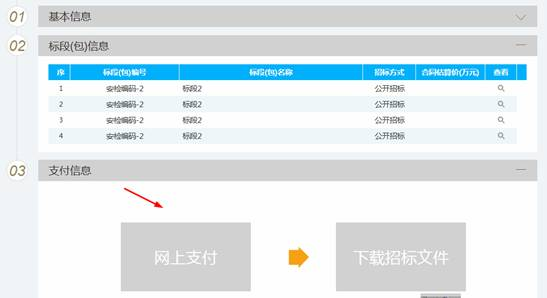 01 基本信息
02 标段(包)信息
序 标段(包)编号 标段(包)名称 招标方式 合同估算价(万元) 查看
1 安检编码-2 标段2 公开招标
2 安检编码-2 标段2 公开招标
3 安检编码-2 标段2 公开招标
4 安检编码-2 标段2 公开招标
03 支付信息
网上支付 下载招标文件